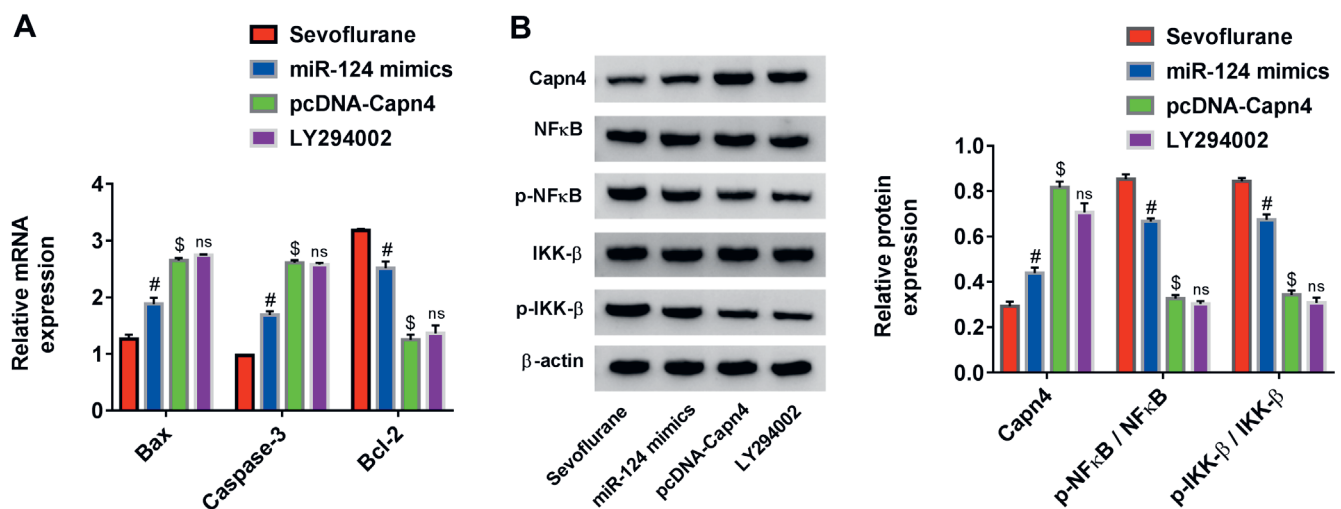 A
Sevoflurane
miR-124 mimics
pcDNA-Capn4
LY294002
Relative mRNA
expression
4
3
2
1
0
#
$
ns
#
$
ns
#
$
ns
Bax
Caspase-3
Bcl-2
B
Capn4
NFκB
p-NFκB
IKK-β
p-IKK-β
β-actin
Sevoflurane
miR-124 mimics
pcDNA-Capn4
LY294002
Sevoflurane
miR-124 mimics
pcDNA-Capn4
LY294002
Relative protein
expression
1.0
0.8
0.6
0.4
0.2
0.0
#
$
ns
#
$
ns
#
$
ns
Capn4
p-NFκB / NFκB
p-IKK-β / IKK-β